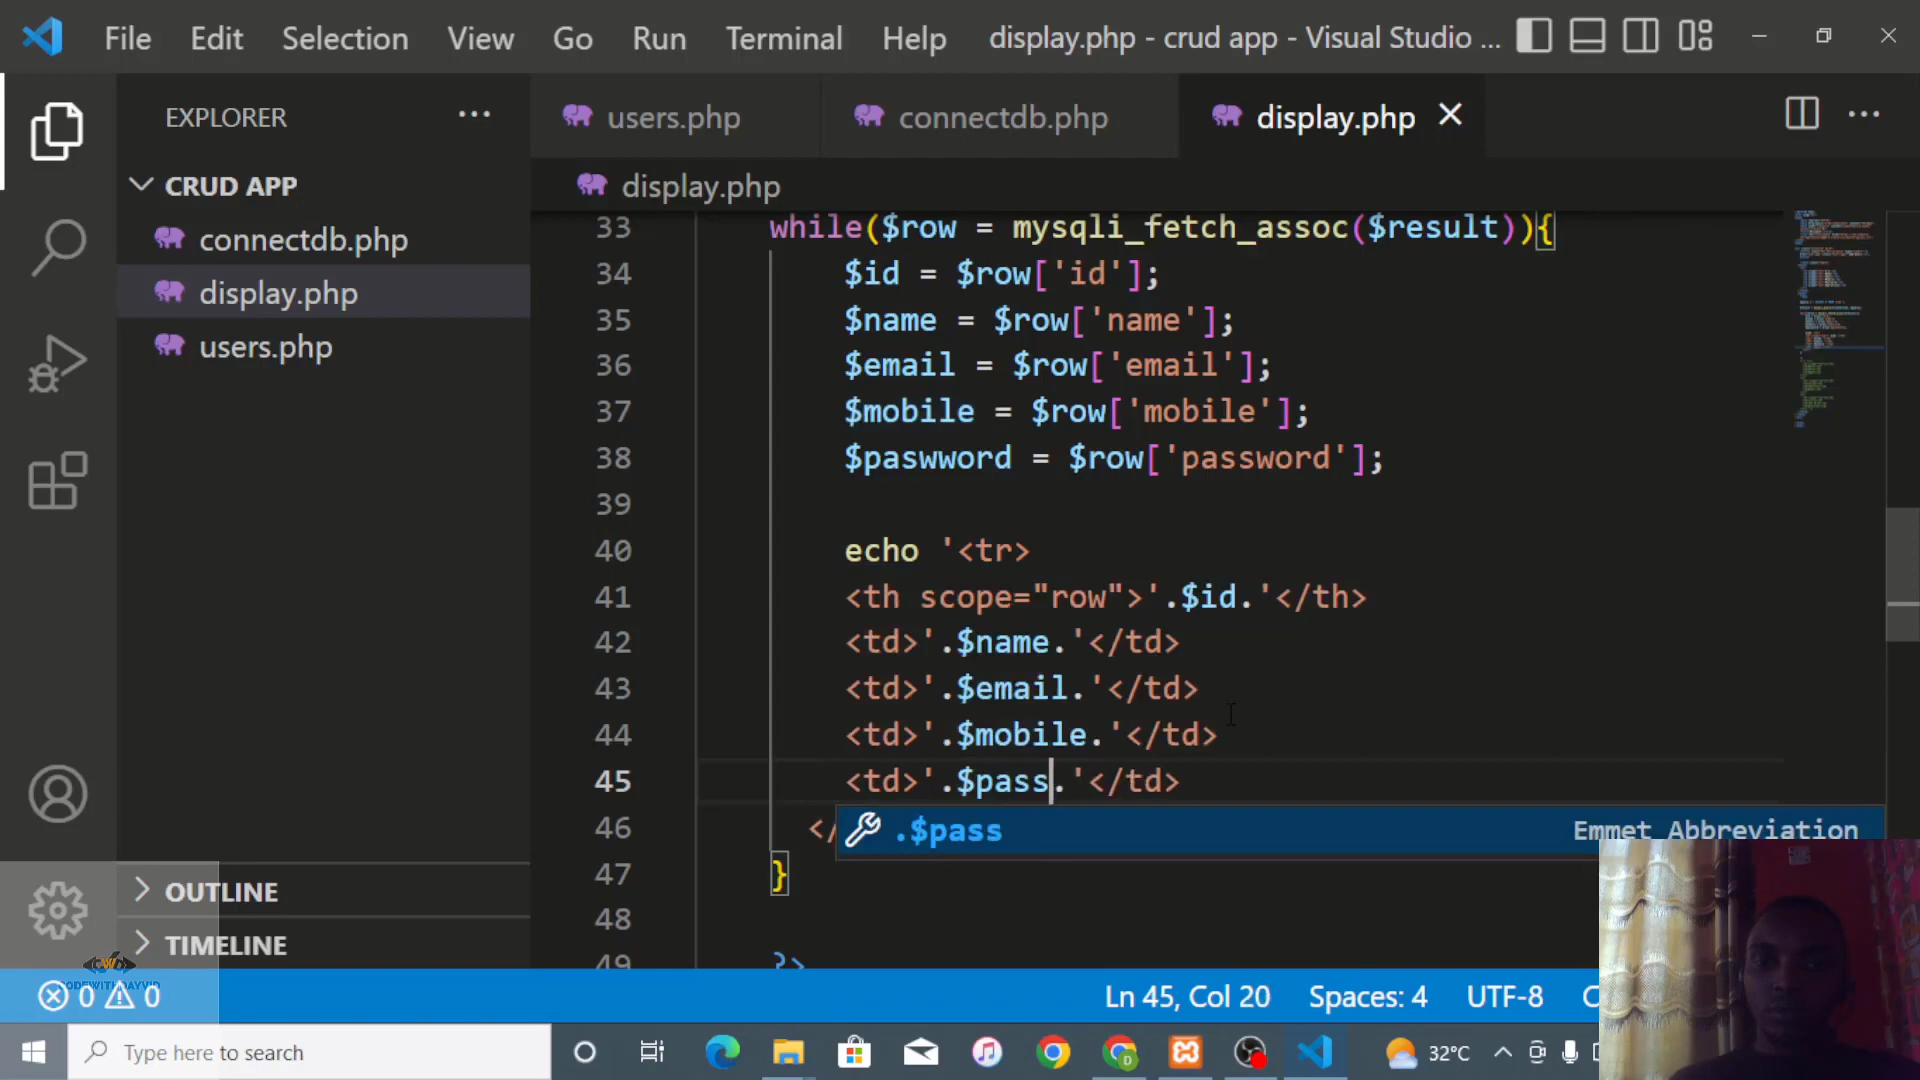 File Edit Selection View Go Run Terminal Help display.php - crud app - Visual Studio ...
EXPLORER
CRUD APP
connectdb.php
display.php
users.php
OUTLINE
TIMELINE
users.php connectdb.php display.php
display.php
33 while($row = mysqli_fetch_assoc($result)){
34 $id = $row['id'];
35 $name = $row['name'];
36 $email = $row['email'];
37 $mobile = $row['mobile'];
38 $paswword = $row['password'];
39
40 echo '<tr>
41 <th scope="row">'.$id.'</th>
42 <td>'.$name.'</td>
43 <td>'.$email.'</td>
44 <td>'.$mobile.'</td>
45 <td>'.$pass.'</td>
.$pass Emmet Abbreviation
46 </
47 }
48
49 ?>
CODEWITHDAYVID
0 0 Ln 45, Col 20 Spaces: 4 UTF-8
Type here to search 32°C